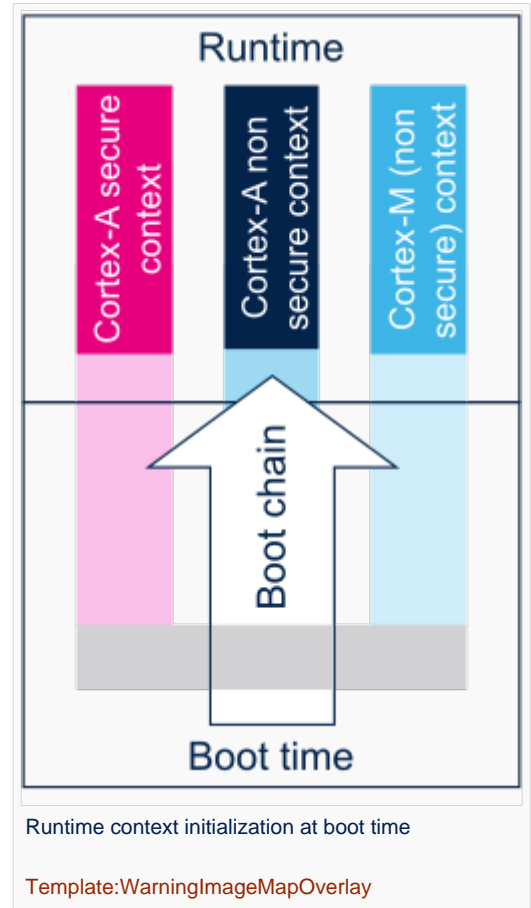 Runtime
Cortex-A secure
context
Cortex-A non
secure context
Cortex-M (non
secure) context
Boot chain
Boot time
Runtime context initialization at boot time
Template:WarningImageMapOverlay